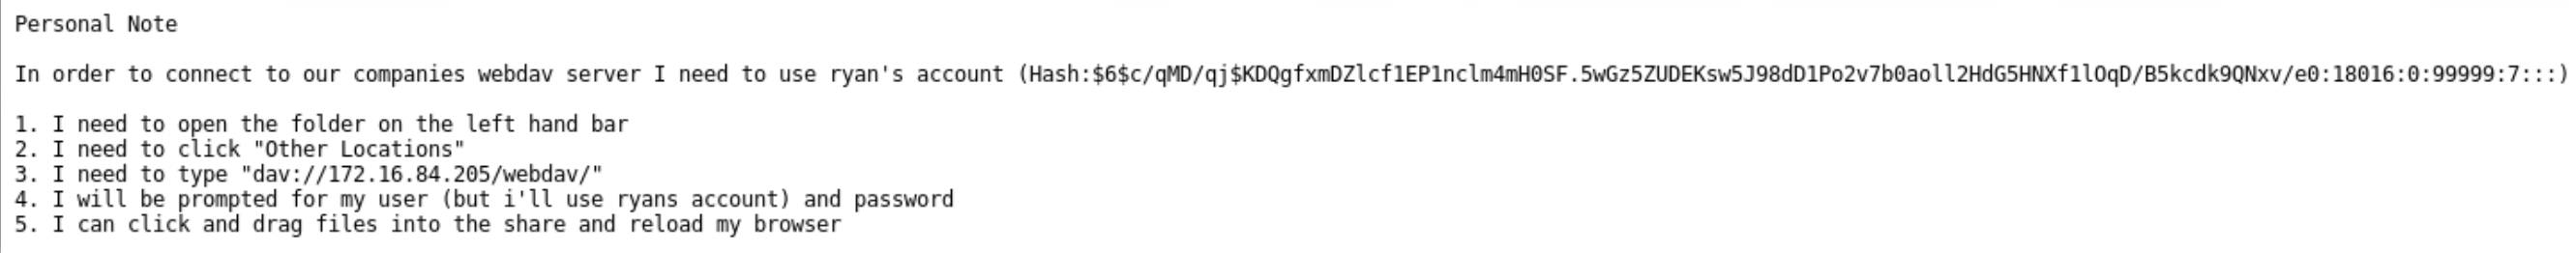 Personal Note
In order to connect to our companies webdav server I need to use ryan's account (Hash:$6$c/qMD/qj$KDQgfxmDZlcf1EP1nclm4mH0SF.5wGz5ZUDEKsw5J98dD1Po2v7b0aoll2HdG5HNXf1lOqD/B5kcdk9QNxv/e0:18016:0:99999:7:::)
1. I need to open the folder on the left hand bar
2. I need to click "Other Locations"
3. I need to type "dav://172.16.84.205/webdav/"
4. I will be prompted for my user (but i'll use ryans account) and password
5. I can click and drag files into the share and reload my browser